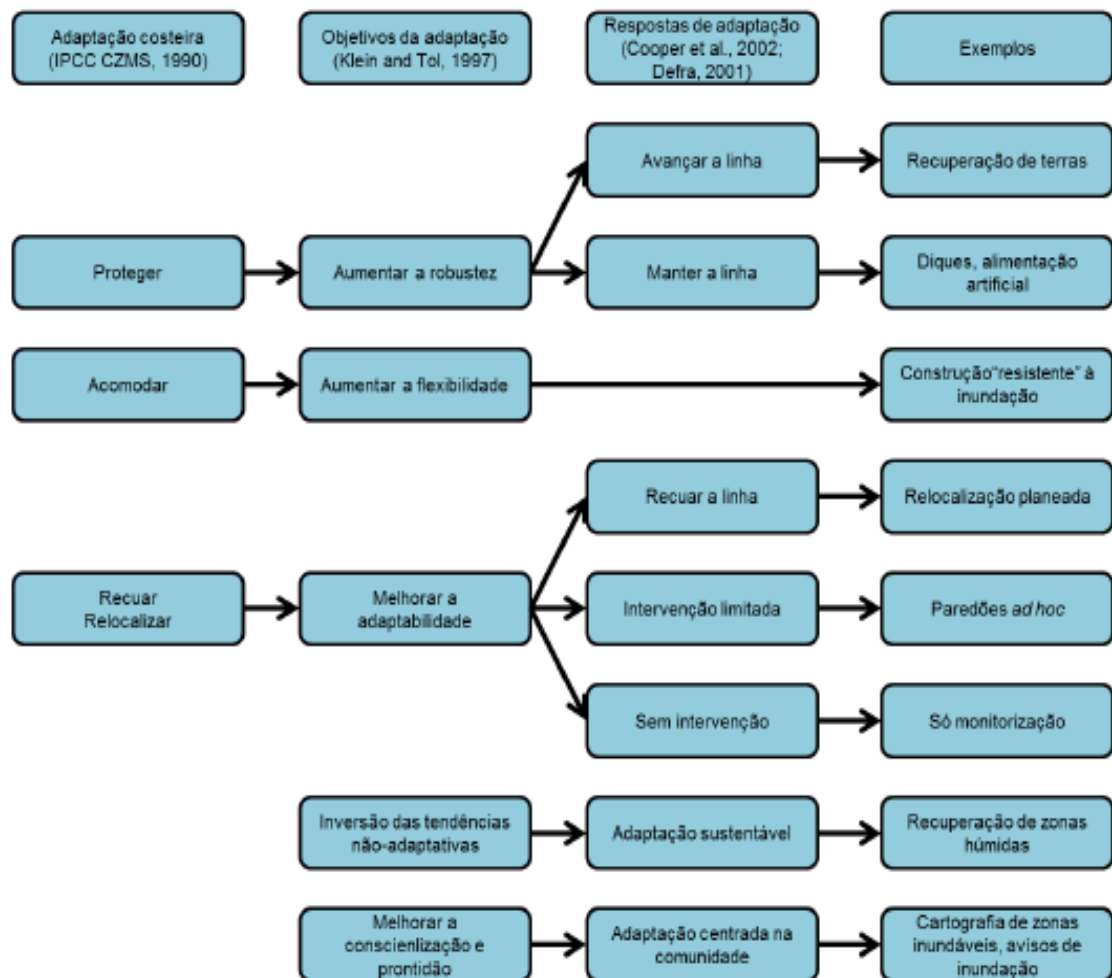 Adaptação costeira
(IPCC CZMS, 1990)
Objetivos da adaptação
(Klein and Tol, 1997)
Respostas de adaptação
(Cooper et al., 2002;
Defra, 2001)
Exemplos
Avançar a linha
Recuperação de terras
Proteger
Aumentar a robustez
Manter a linha
Diques, alimentação
artificial
Acomodar
Aumentar a flexibilidade
Construção“resistente” à
inundação
Recuar a linha
Relocalização planeada
Recuar
Relocalizar
Melhorar a
adaptabilidade
Intervenção limitada
Paredões ad hoc
Sem intervenção
Só monitorização
Inversão das tendências
não-adaptativas
Adaptação sustentável
Recuperação de zonas
húmidas
Melhorar a
conscienlização e
prontidão
Adaptação centrada na
comunidade
Cartografia de zonas
inundáveis, avisos de
inundação